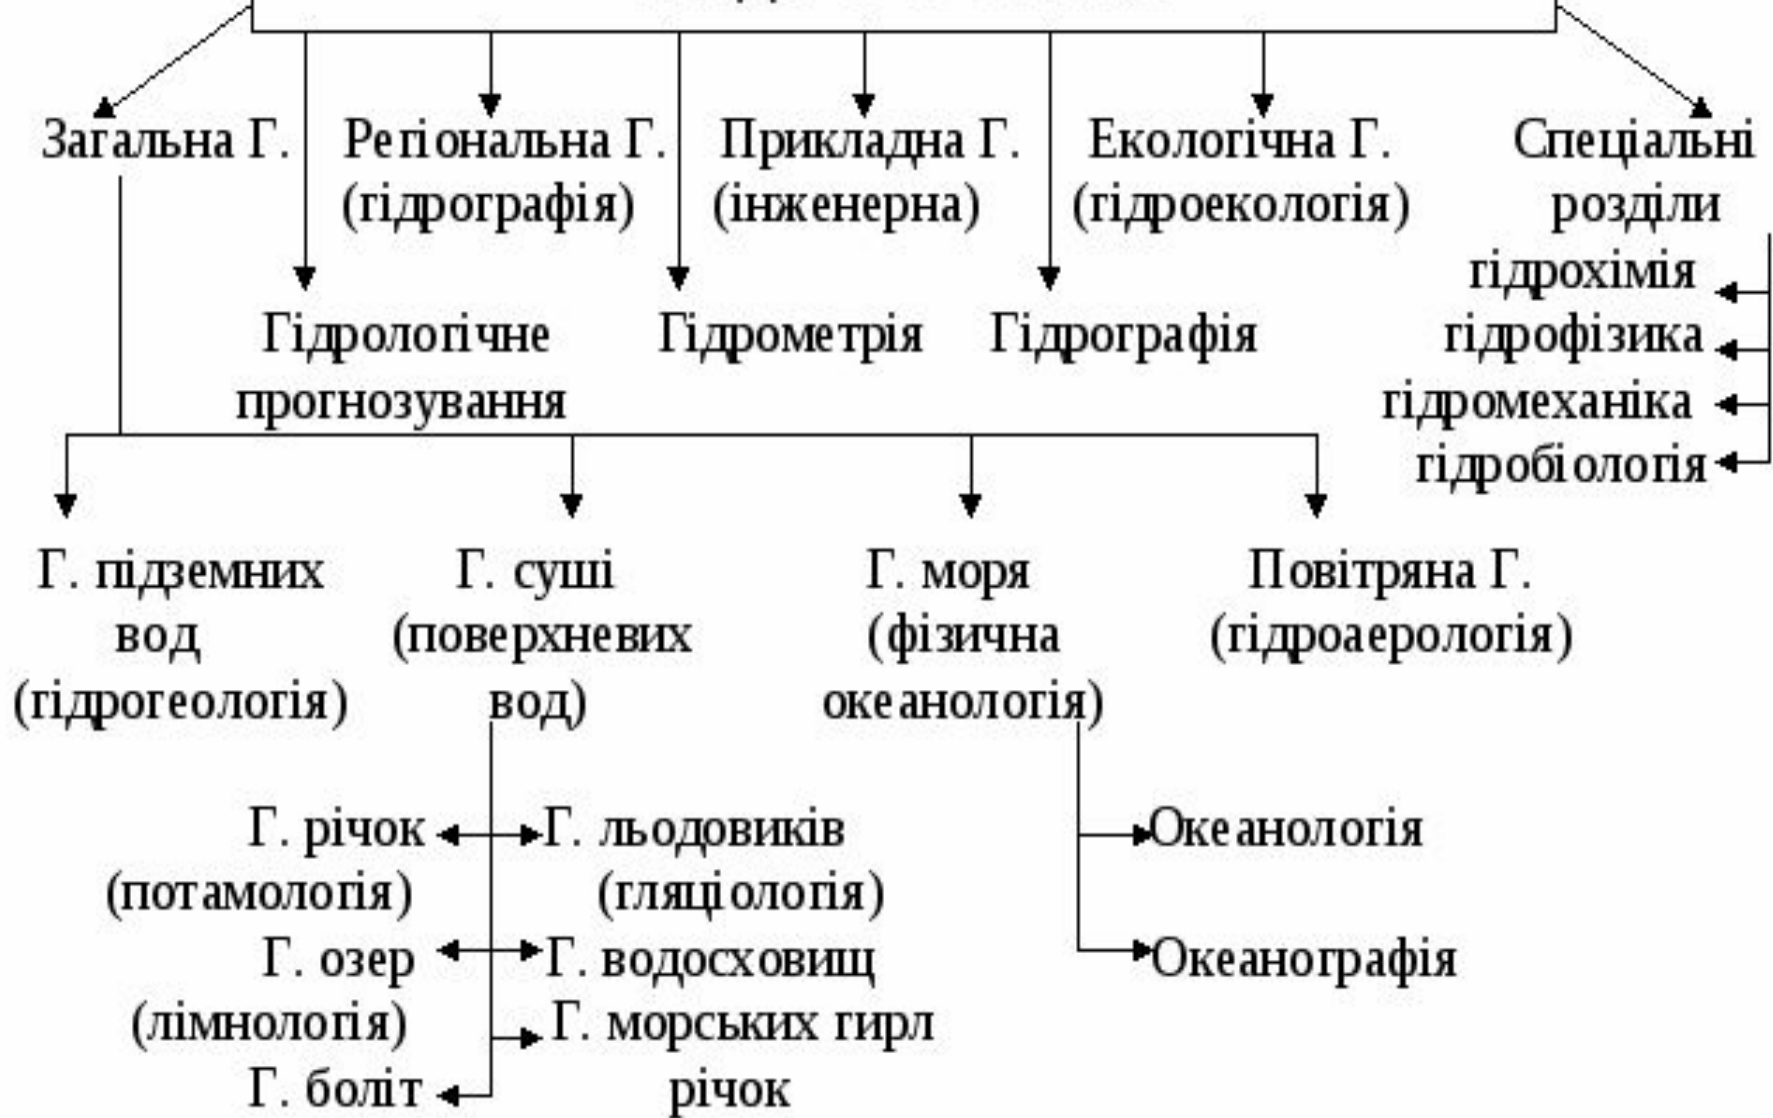 Загальна Г.
Регіональна Г.
(гідрографія)
Прикладна Г.
(інженерна)
Екологічна Г.
(гідроекологія)
Спеціальні
розділи
гідрохімія
гідрофізика
гідромеханіка
гідробіологія
Гідрологічне
прогнозування
Гідрометрія
Гідрографія
Г. підземних
вод
(гідрогеологія)
Г. суші
(поверхневих
вод)
Г. моря
(фізична
океанологія)
Повітряна Г.
(гідроаерологія)
Г. річок
(потамологія)
Г. озер
(лімнологія)
Г. боліт
Г. льодовиків
(гляціологія)
Г. водосховищ
Г. морських гирл
річок
Океанологія
Океанографія